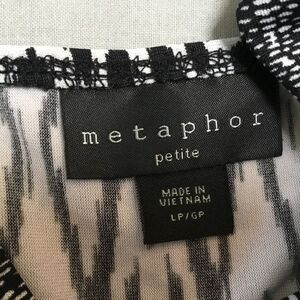 metaphor
petite
MADE IN
VIETNAM
LP/GP